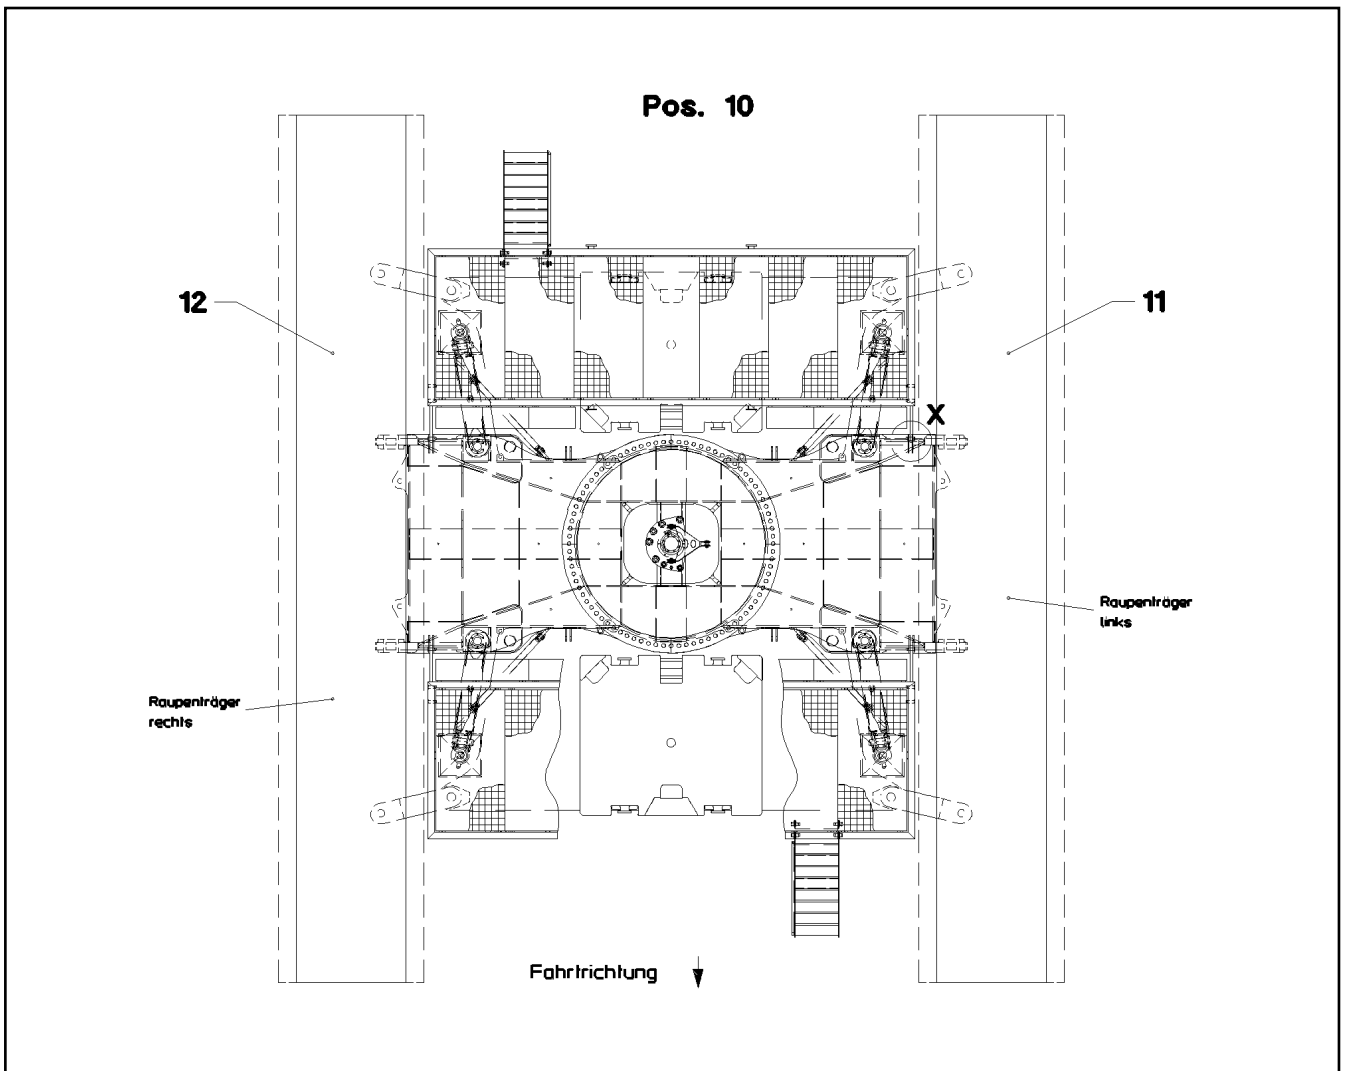 Pos. 10
12
11
X
Raupenträger
links
Raupenträger
rechts
Fahrtrichtung